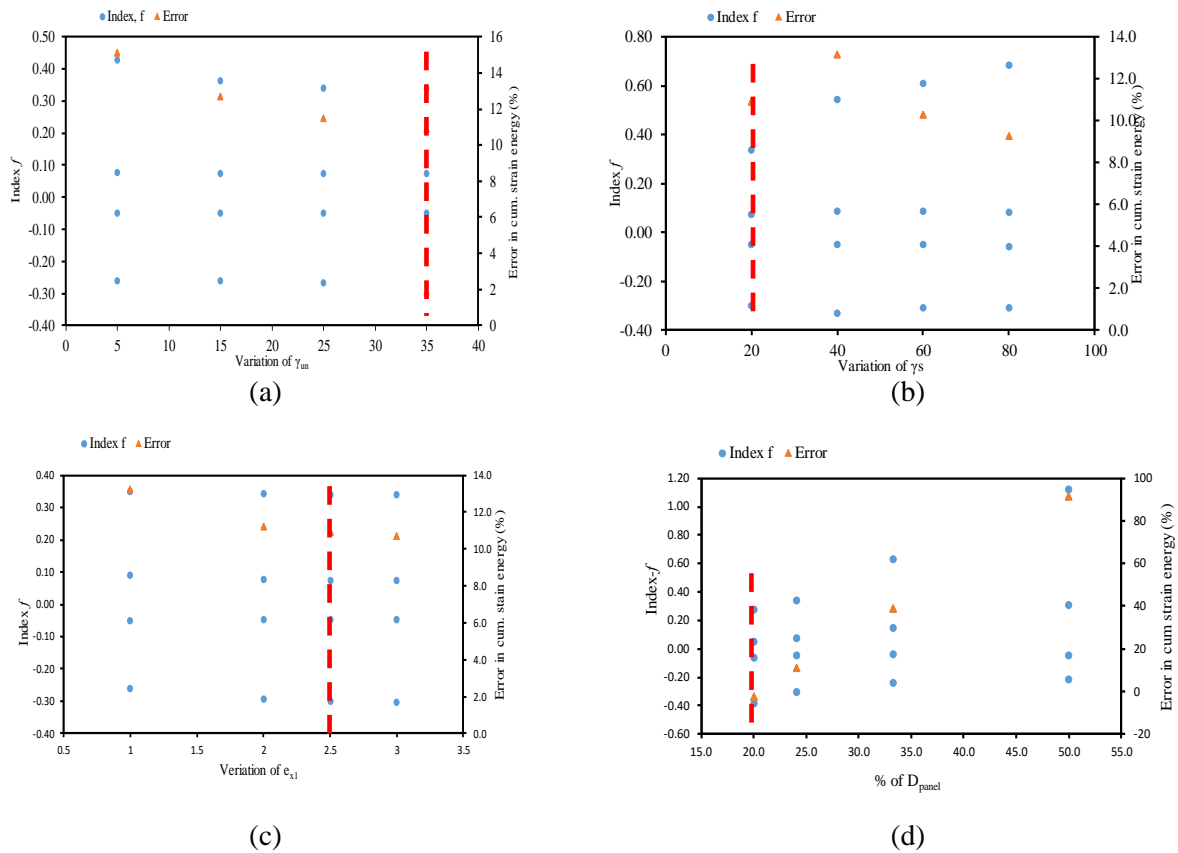 Index, f Error
0.50
0.40
0.30
0.20
0.10
0.00
-0.10
-0.20
-0.30
-0.40
Index f
16
14
12
10
8
6
4
2
0
Error in cum. strain energy (%)
0 5 10 15 20 25 30 35 40
Variation of γun
(a)
Index f Error
0.80
0.60
0.40
0.20
0.00
-0.20
-0.40
Index f
14.0
12.0
10.0
8.0
6.0
4.0
2.0
0.0
Error in cum. strain energy (%)
0 20 40 60 80 100
Variation of γs
(b)
Index f Error
0.40
0.30
0.20
0.10
0.00
-0.10
-0.20
-0.30
-0.40
Index f
14.0
12.0
10.0
8.0
6.0
4.0
2.0
0.0
Error in cum. stain energy (%)
0.5 1 1.5 2 2.5 3 3.5
Veriation of ex1
(c)
Index f Error
1.20
1.00
0.80
0.60
0.40
0.20
0.00
-0.20
-0.40
-0.60
Index-f
100
80
60
40
20
0
-20
Error in cum strain energy (%)
15.0 20.0 25.0 30.0 35.0 40.0 45.0 50.0 55.0
% of Dpanel
(d)